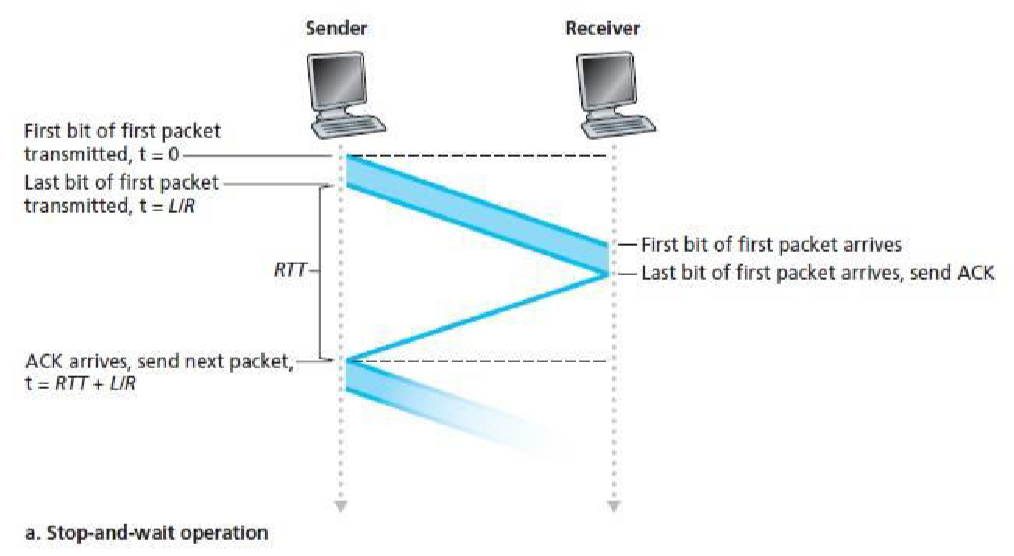 Sender
Receiver
First bit of first packet
transmitted, t = 0
Last bit of first packet
transmitted, t = L/R
First bit of first packet arrives
RTT
Last bit of first packet arrives, send ACK
ACK arrives, send next packet,
t = RTT + L/R
a. Stop-and-wait operation